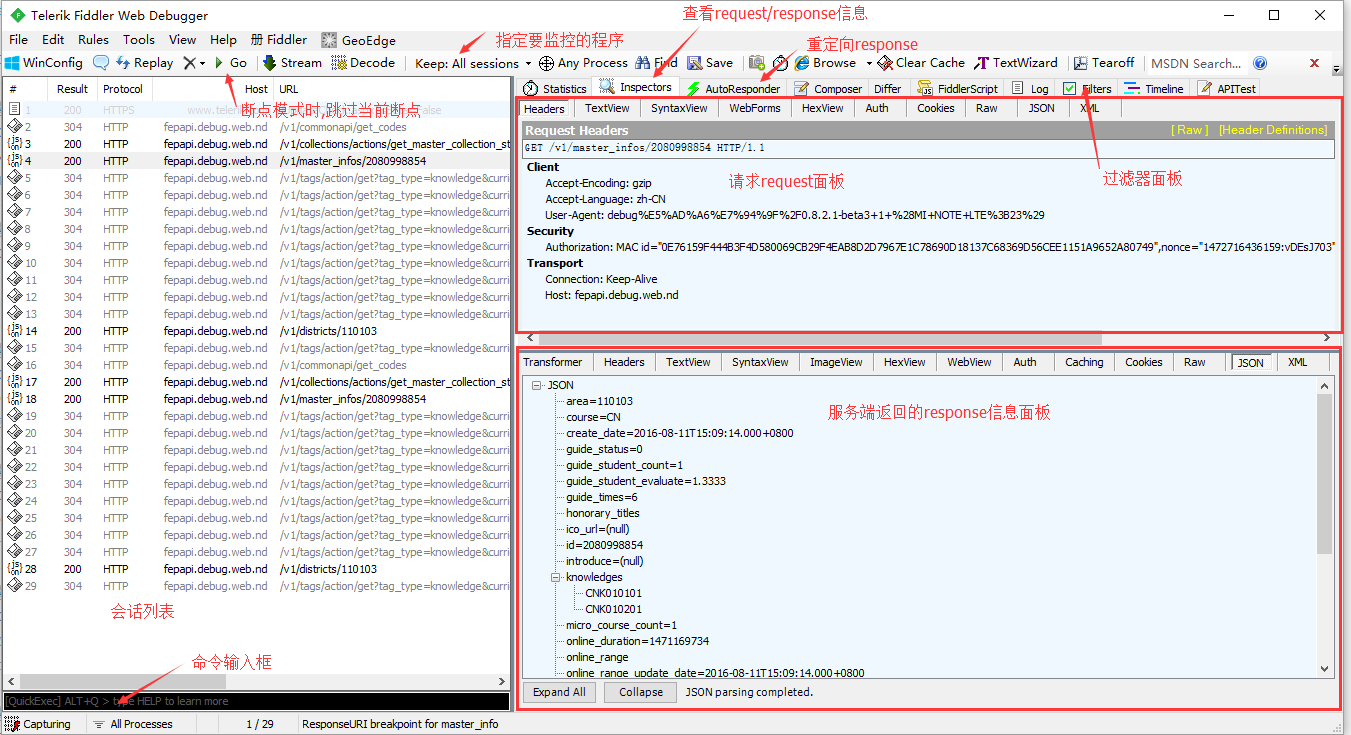 Telerik Fiddler Web Debugger
查看request/response信息
File Edit Rules Tools View Help 册 Fiddler GeoEdge
指定要监控的程序
重定向response
WinConfig Replay Go Stream Decode Keep: All sessions Any Process Find Save Browse Clear Cache TextWizard Tearoff MSDN Search...
# Result Protocol Host URL
Statistics Inspectors AutoResponder Composer Differ FiddlerScript Log Filters Timeline APITest
断点模式时,跳过当前断点
1 200 HTTPS
2 304 HTTP fepapi.debug.web.nd /v1/commonapi/get_codes
3 200 HTTP fepapi.debug.web.nd /v1/collections/actions/get_master_collection_st
4 200 HTTP fepapi.debug.web.nd /v1/master_infos/2080998854
5 304 HTTP fepapi.debug.web.nd /v1/tags/action/get?tag_type=knowledge&curri
6 304 HTTP fepapi.debug.web.nd /v1/tags/action/get?tag_type=knowledge&curri
7 304 HTTP fepapi.debug.web.nd /v1/tags/action/get?tag_type=knowledge&curri
8 304 HTTP fepapi.debug.web.nd /v1/tags/action/get?tag_type=knowledge&curri
9 304 HTTP fepapi.debug.web.nd /v1/tags/action/get?tag_type=knowledge&curri
10 304 HTTP fepapi.debug.web.nd /v1/tags/action/get?tag_type=knowledge&curri
11 304 HTTP fepapi.debug.web.nd /v1/tags/action/get?tag_type=knowledge&curri
12 304 HTTP fepapi.debug.web.nd /v1/tags/action/get?tag_type=knowledge&curri
13 304 HTTP fepapi.debug.web.nd /v1/tags/action/get?tag_type=knowledge&curri
14 200 HTTP fepapi.debug.web.nd /v1/districts/110103
15 304 HTTP fepapi.debug.web.nd /v1/tags/action/get?tag_type=knowledge&curri
16 304 HTTP fepapi.debug.web.nd /v1/commonapi/get_codes
17 200 HTTP fepapi.debug.web.nd /v1/collections/actions/get_master_collection_st
18 200 HTTP fepapi.debug.web.nd /v1/master_infos/2080998854
19 304 HTTP fepapi.debug.web.nd /v1/tags/action/get?tag_type=knowledge&curri
20 304 HTTP fepapi.debug.web.nd /v1/tags/action/get?tag_type=knowledge&curri
21 304 HTTP fepapi.debug.web.nd /v1/tags/action/get?tag_type=knowledge&curri
22 304 HTTP fepapi.debug.web.nd /v1/tags/action/get?tag_type=knowledge&curri
23 304 HTTP fepapi.debug.web.nd /v1/tags/action/get?tag_type=knowledge&curri
24 304 HTTP fepapi.debug.web.nd /v1/tags/action/get?tag_type=knowledge&curri
25 304 HTTP fepapi.debug.web.nd /v1/tags/action/get?tag_type=knowledge&curri
26 304 HTTP fepapi.debug.web.nd /v1/tags/action/get?tag_type=knowledge&curri
27 304 HTTP fepapi.debug.web.nd /v1/tags/action/get?tag_type=knowledge&curri
28 200 HTTP fepapi.debug.web.nd /v1/districts/110103
29 304 HTTP fepapi.debug.web.nd /v1/tags/action/get?tag_type=knowledge&curri
会话列表
命令输入框
[QuickExec] ALT+Q > type HELP to learn more
Headers TextView SyntaxView WebForms HexView Auth Cookies Raw JSON XML
Request Headers [ Raw ] [Header Definitions]
GET /v1/master_infos/2080998854 HTTP/1.1
Client
Accept-Encoding: gzip
请求request面板
过滤器面板
Accept-Language: zh-CN
User-Agent: debug%E5%AD%A6%E7%94%9F%2F0.8.2.1-beta3+1+%28MI+NOTE+LTE%3B23%29
Security
Authorization: MAC id="0E76159F444B3F4D580069CB29F4EAB8D2D7967E1C78690D18137C68369D56CEE1151A9652A80749",nonce="1472716436159:vDEsJ703"
Transport
Connection: Keep-Alive
Host: fepapi.debug.web.nd
Transformer Headers TextView SyntaxView ImageView HexView WebView Auth Caching Cookies Raw JSON XML
JSON
area=110103
服务端返回的response信息面板
course=CN
create_date=2016-08-11T15:09:14.000+0800
guide_status=0
guide_student_count=1
guide_student_evaluate=1.3333
guide_times=6
honorary_titles
ico_url=(null)
id=2080998854
introduce=(null)
knowledges
CNK010101
CNK010201
micro_course_count=1
online_duration=1471169734
online_range
online_range_update_date=2016-08-11T15:09:14.000+0800
Expand All Collapse JSON parsing completed.
Capturing All Processes 1 / 29 ResponseURI breakpoint for master_info